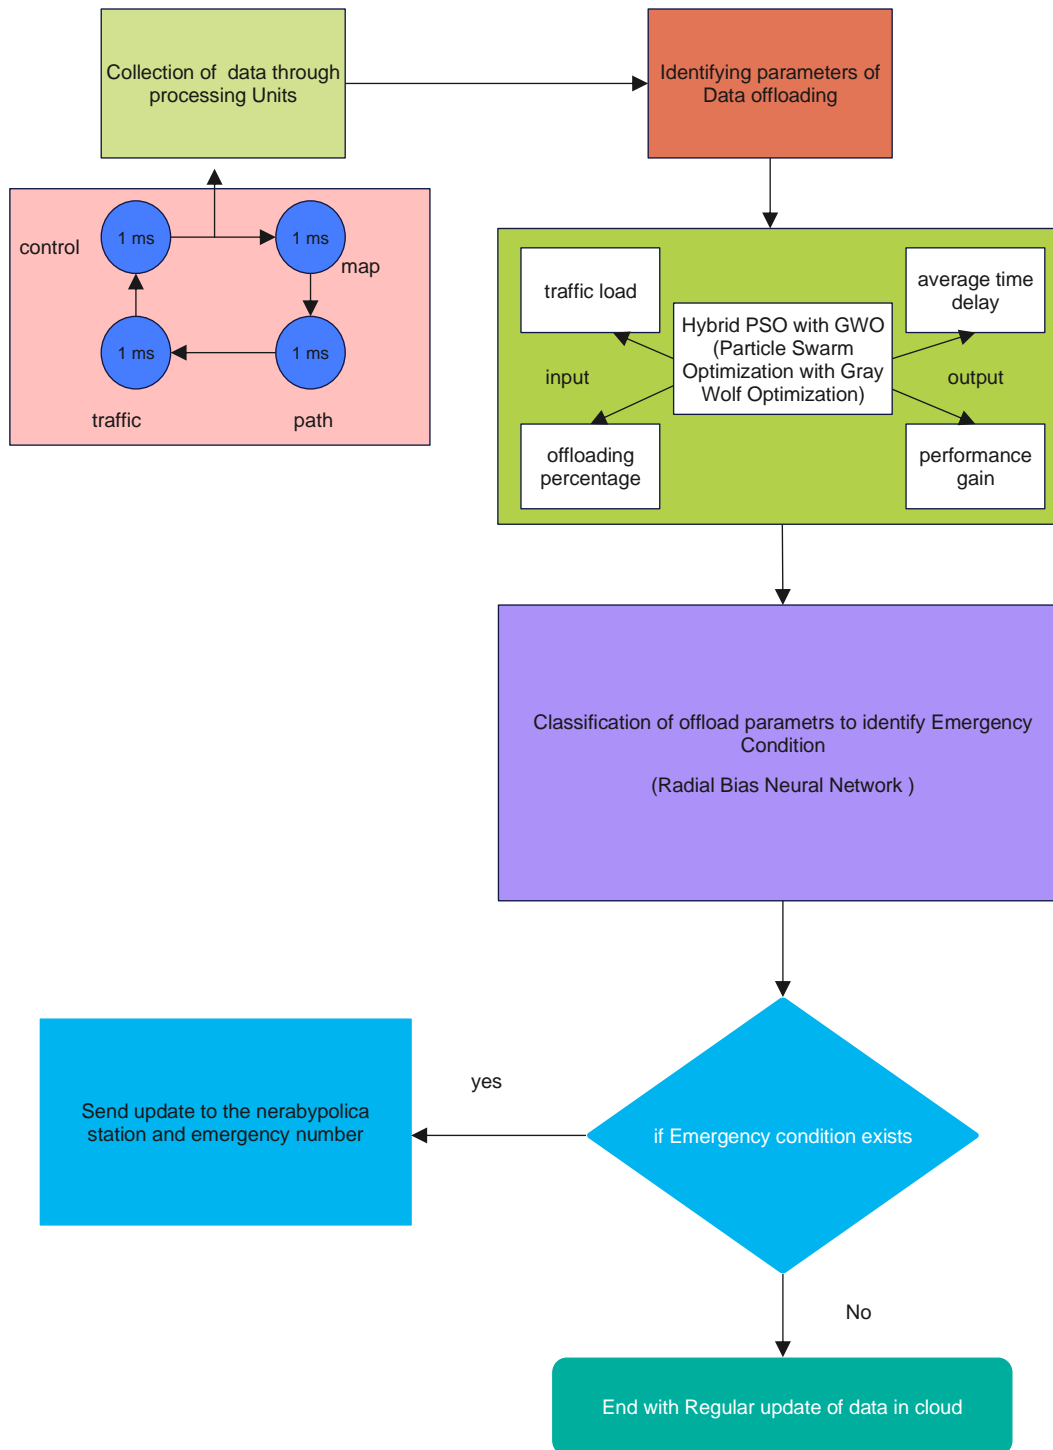 Collection of data through
processing Units
Identifying parameters of
Data offloading
control
1 ms
1 ms
map
1 ms
1 ms
traffic
path
traffic load
average time
delay
Hybrid PSO with GWO
(Particle Swarm
Optimization with Gray
Wolf Optimization)
input
output
offloading
percentage
performance
gain
Classification of offload parametrs to identify Emergency
Condition
(Radial Bias Neural Network )
yes
Send update to the nerabypolica
station and emergency number
if Emergency condition exists
No
End with Regular update of data in cloud